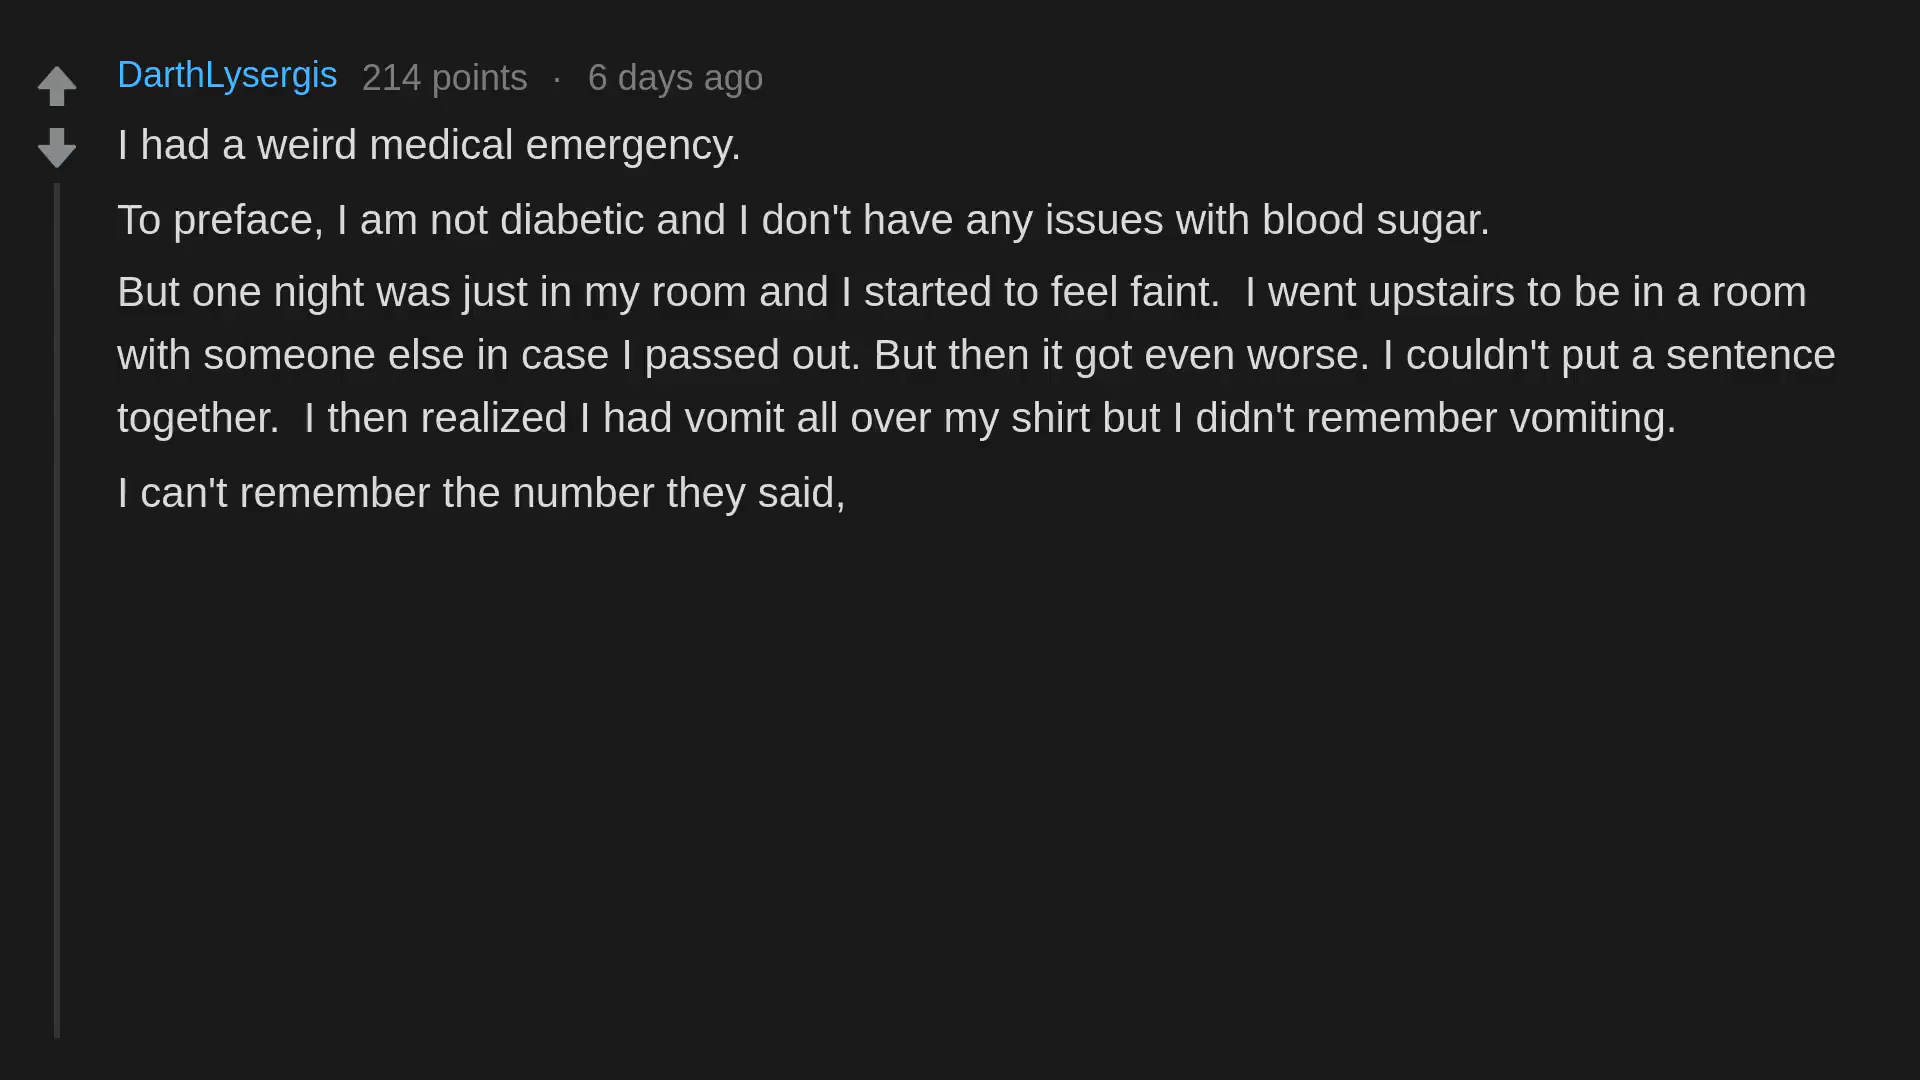 DarthLysergis 214 points · 6 days ago
I had a weird medical emergency.
To preface, I am not diabetic and I don't have any issues with blood sugar.
But one night was just in my room and I started to feel faint.  I went upstairs to be in a room
with someone else in case I passed out. But then it got even worse. I couldn't put a sentence
together.  I then realized I had vomit all over my shirt but I didn't remember vomiting.
I can't remember the number they said,